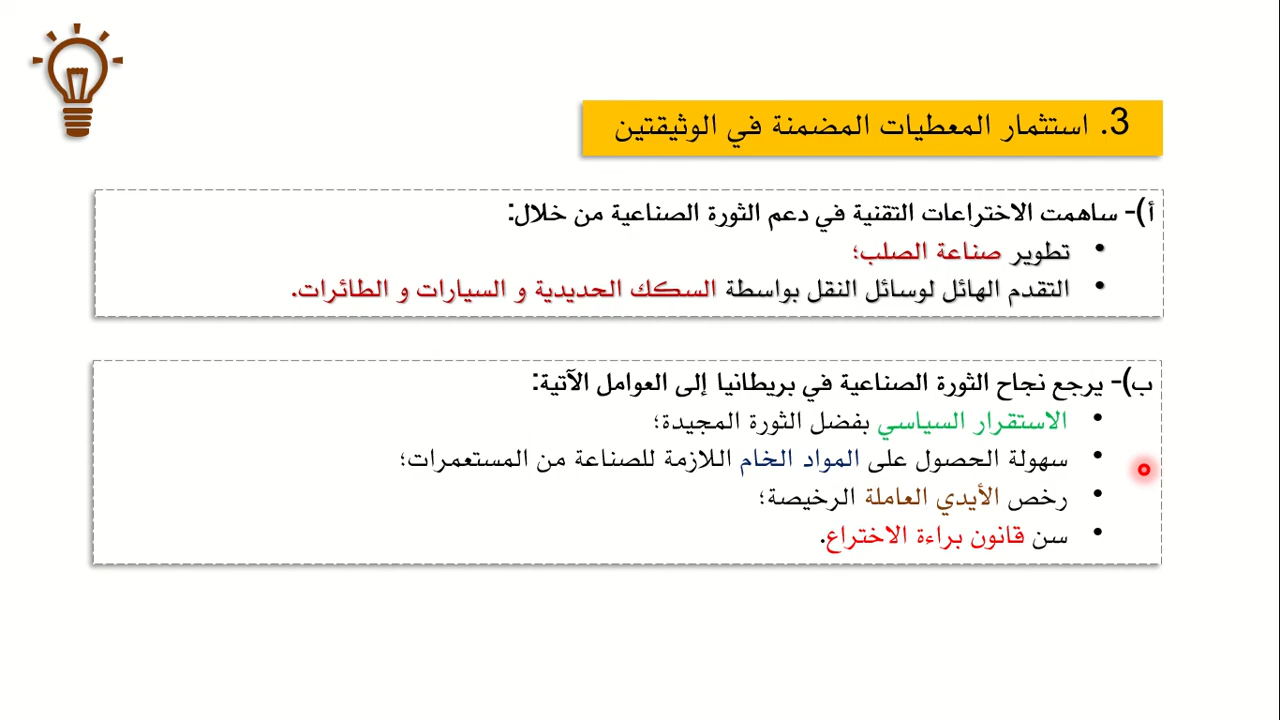 3. استثمار المعطيات المضمنة في الوثيقتين
أ)- ساهمت الاختراعات التقنية في دعم الثورة الصناعية من خلال:
• تطوير صناعة الصلب؛
• التقدم الهائل لوسائل النقل بواسطة السكك الحديدية و السيارات و الطائرات.
ب)- يرجع نجاح الثورة الصناعية في بريطانيا إلى العوامل الآتية:
• الاستقرار السياسي بفضل الثورة المجيدة؛
• سهولة الحصول على المواد الخام اللازمة للصناعة من المستعمرات؛
• رخص الأيدي العاملة الرخيصة؛
• سن قانون براءة الاختراع.